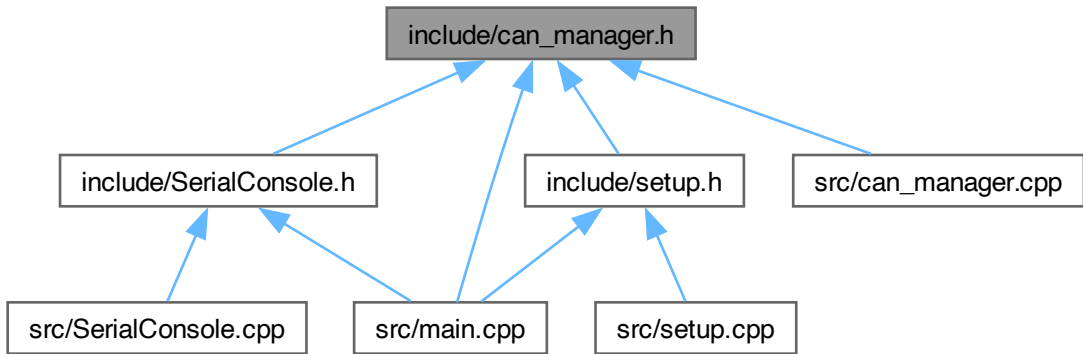 include/can_manager.h
include/SerialConsole.h
include/setup.h
src/can_manager.cpp
src/SerialConsole.cpp
src/main.cpp
src/setup.cpp